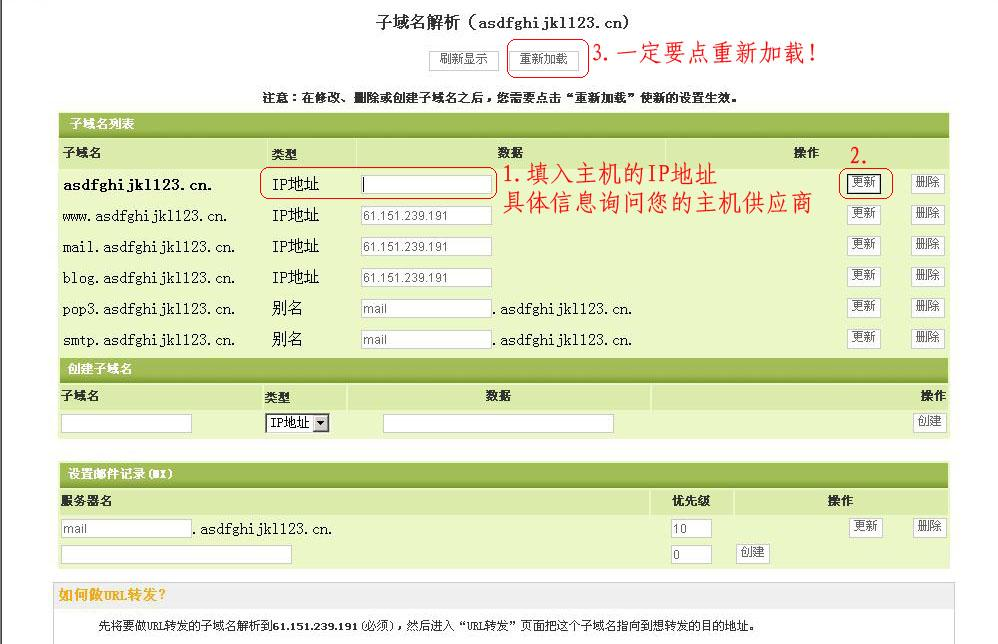 子域名解析（asdfghijkl123.cn）
刷新显示 重新加载 3.一定要点重新加载！
注意：在修改、删除或创建子域名之后，您需要点击“重新加载”使新的设置生效。
子域名列表
子域名 类型 数据 操作
asdfghijkl123.cn. IP地址 1.填入主机的IP地址 2. 更新 删除
具体信息询问您的主机供应商
www.asdfghijkl123.cn. IP地址 61.151.239.191 更新 删除
mail.asdfghijkl123.cn. IP地址 61.151.239.191 更新 删除
blog.asdfghijkl123.cn. IP地址 61.151.239.191 更新 删除
pop3.asdfghijkl123.cn. 别名 mail .asdfghijkl123.cn. 更新 删除
smtp.asdfghijkl123.cn. 别名 mail .asdfghijkl123.cn. 更新 删除
创建子域名
子域名 类型 数据 操作
IP地址 创建
设置邮件记录(MX)
服务器名 优先级 操作
mail .asdfghijkl123.cn. 10 更新 删除
0 创建
如何做URL转发？
先将要做URL转发的子域名解析到61.151.239.191(必须)，然后进入“URL转发”页面把这个子域名指向到想转发的目的地址。